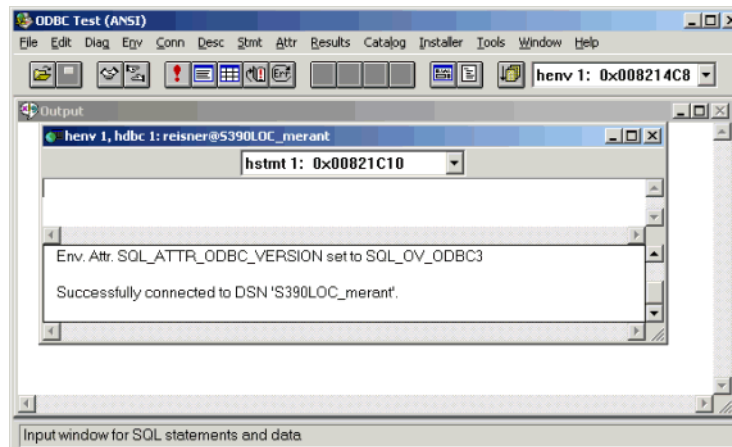 ODBC Test (ANSI)
File Edit Diag Env Conn Desc Stmt Attr Results Catalog Installer Tools Window Help
henv 1: 0x008214C8
Output
henv 1, hdbc 1: reisner@S390LOC_merant
hstmt 1: 0x00821C10
Env. Attr. SQL_ATTR_ODBC_VERSION set to SQL_OV_ODBC3
Successfully connected to DSN 'S390LOC_merant'.
Input window for SQL statements and data